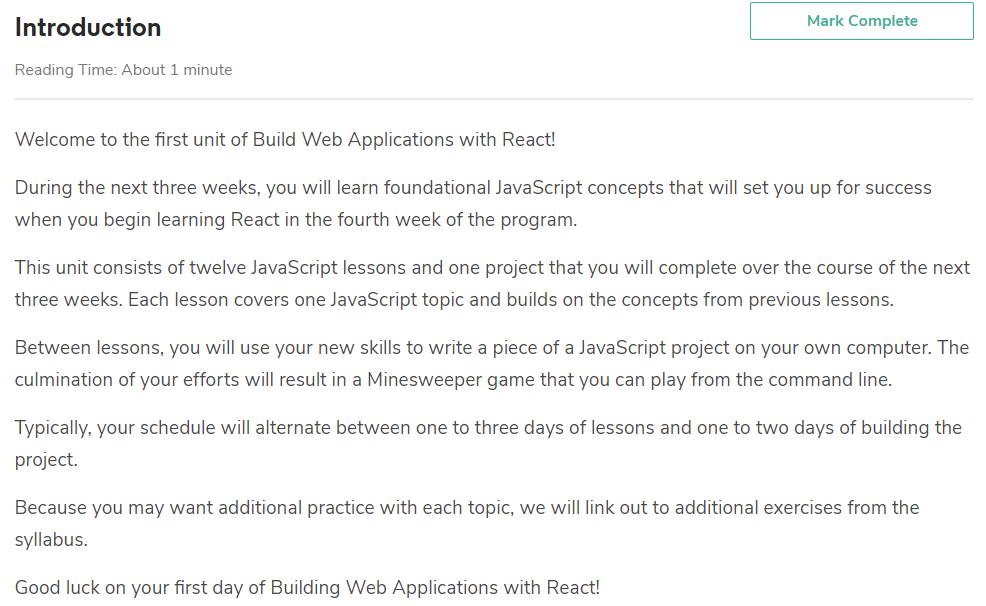 Introduction
Mark Complete
Reading Time: About 1 minute
Welcome to the first unit of Build Web Applications with React!
During the next three weeks, you will learn foundational JavaScript concepts that will set you up for success
when you begin learning React in the fourth week of the program.
This unit consists of twelve JavaScript lessons and one project that you will complete over the course of the next
three weeks. Each lesson covers one JavaScript topic and builds on the concepts from previous lessons.
Between lessons, you will use your new skills to write a piece of a JavaScript project on your own computer. The
culmination of your efforts will result in a Minesweeper game that you can play from the command line.
Typically, your schedule will alternate between one to three days of lessons and one to two days of building the
project.
Because you may want additional practice with each topic, we will link out to additional exercises from the
syllabus.
Good luck on your first day of Building Web Applications with React!